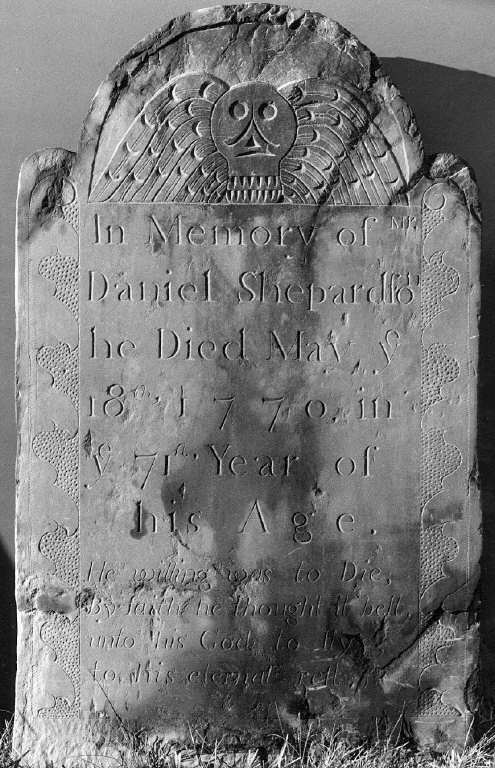 In Memory of Mr.
Daniel Shepardson
he Died May ye
18th, 1770, in
ye 71st, Year of
his Age.
He willing was to Die,
By faith he thought it best,
unto his God to fly,
to his eternal rest.